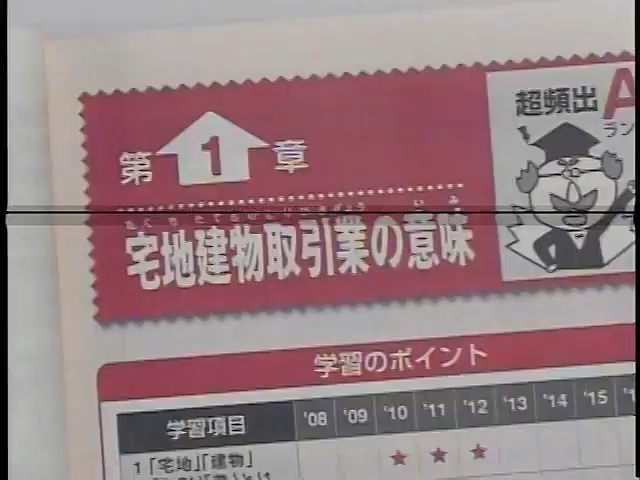 超頻出A
ラン
第1章
たくちたてものとりひきぎょう いみ
宅地建物取引業の意味
学習のポイント
学習項目 '08 '09 '10 '11 '12 '13 '14 '15
1「宅地」「建物」 ★ ★ ★